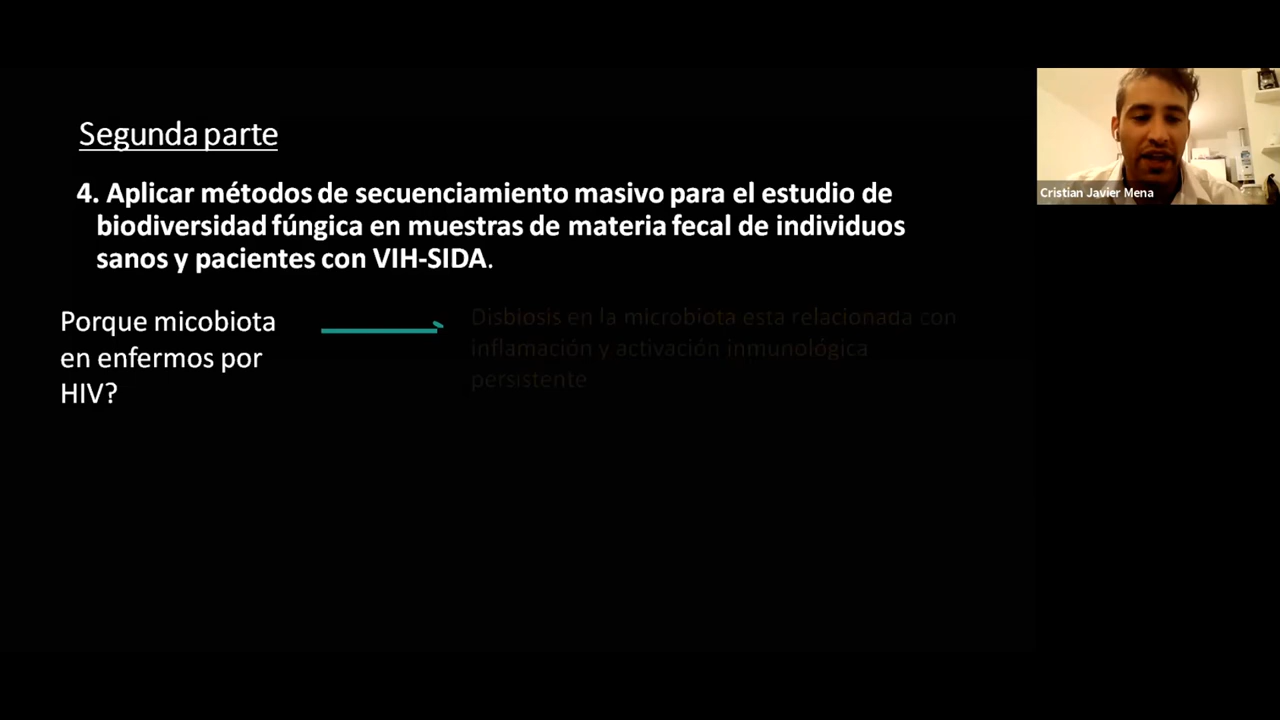 Segunda parte
4. Aplicar métodos de secuenciamiento masivo para el estudio de
biodiversidad fúngica en muestras de materia fecal de individuos
sanos y pacientes con VIH-SIDA.
Porque micobiota
en enfermos por
HIV?
Disbiosis en la microbiota esta relacionada con
inflamación y activación inmunológica
persistente
Cristian Javier Mena